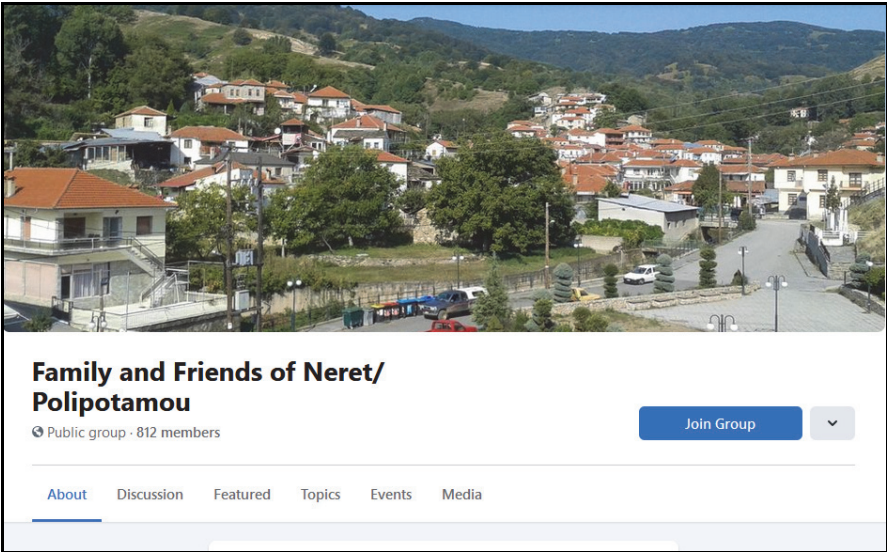 Family and Friends of Neret/
Polipotamou
Public group · 812 members
Join Group
About Discussion Featured Topics Events Media